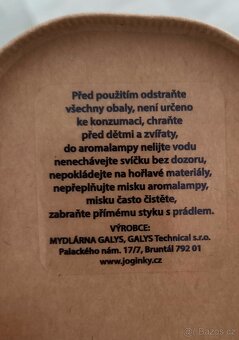 Před použitím odstraňte
všechny obaly, není určeno
ke konzumaci, chraňte
před dětmi a zvířaty,
do aromalampy nelijte vodu
nenechávejte svíčku bez dozoru,
nepokládejte na hořlavé materiály,
nepřeplňujte misku aromalampy,
misku často čistěte,
zabraňte přímému styku s prádlem.
VÝROBCE:
MYDLÁRNA GALYS, GALYS Technical s.r.o.
Palackého nám. 17/7, Bruntál 792 01
www.joginky.cz